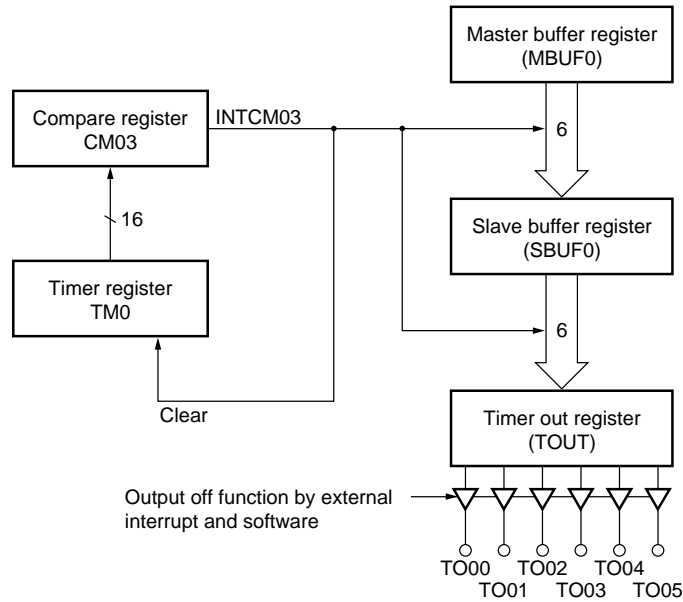 Master buffer register
(MBUF0)
Compare register
CM03
INTCM03
6
16
Slave buffer register
(SBUF0)
Timer register
TM0
6
Clear
Timer out register
(TOUT)
Output off function by external
interrupt and software
TO00 TO02 TO04
TO01 TO03 TO05